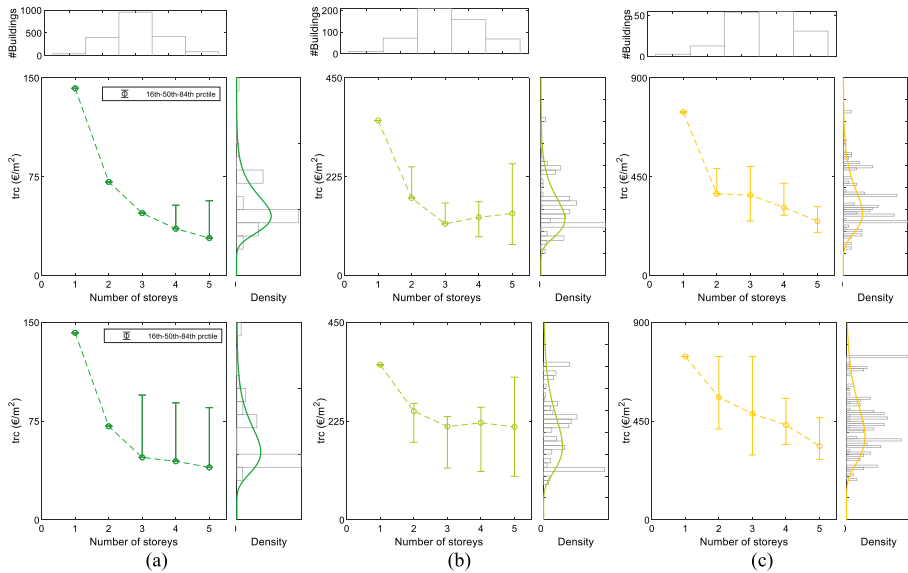 1000
500
0
#Buildings
200
100
0
#Buildings
50
0
#Buildings
150
75
0
trc (€/m²)
16th-50th-84th prctile
0 1 2 3 4 5
Number of storeys
Density
450
225
0
trc (€/m²)
0 1 2 3 4 5
Number of storeys
Density
900
450
0
trc (€/m²)
0 1 2 3 4 5
Number of storeys
Density
150
75
0
trc (€/m²)
16th-50th-84th prctile
0 1 2 3 4 5
Number of storeys
Density
450
225
0
trc (€/m²)
0 1 2 3 4 5
Number of storeys
Density
900
450
0
trc (€/m²)
0 1 2 3 4 5
Number of storeys
Density
(a)
(b)
(c)